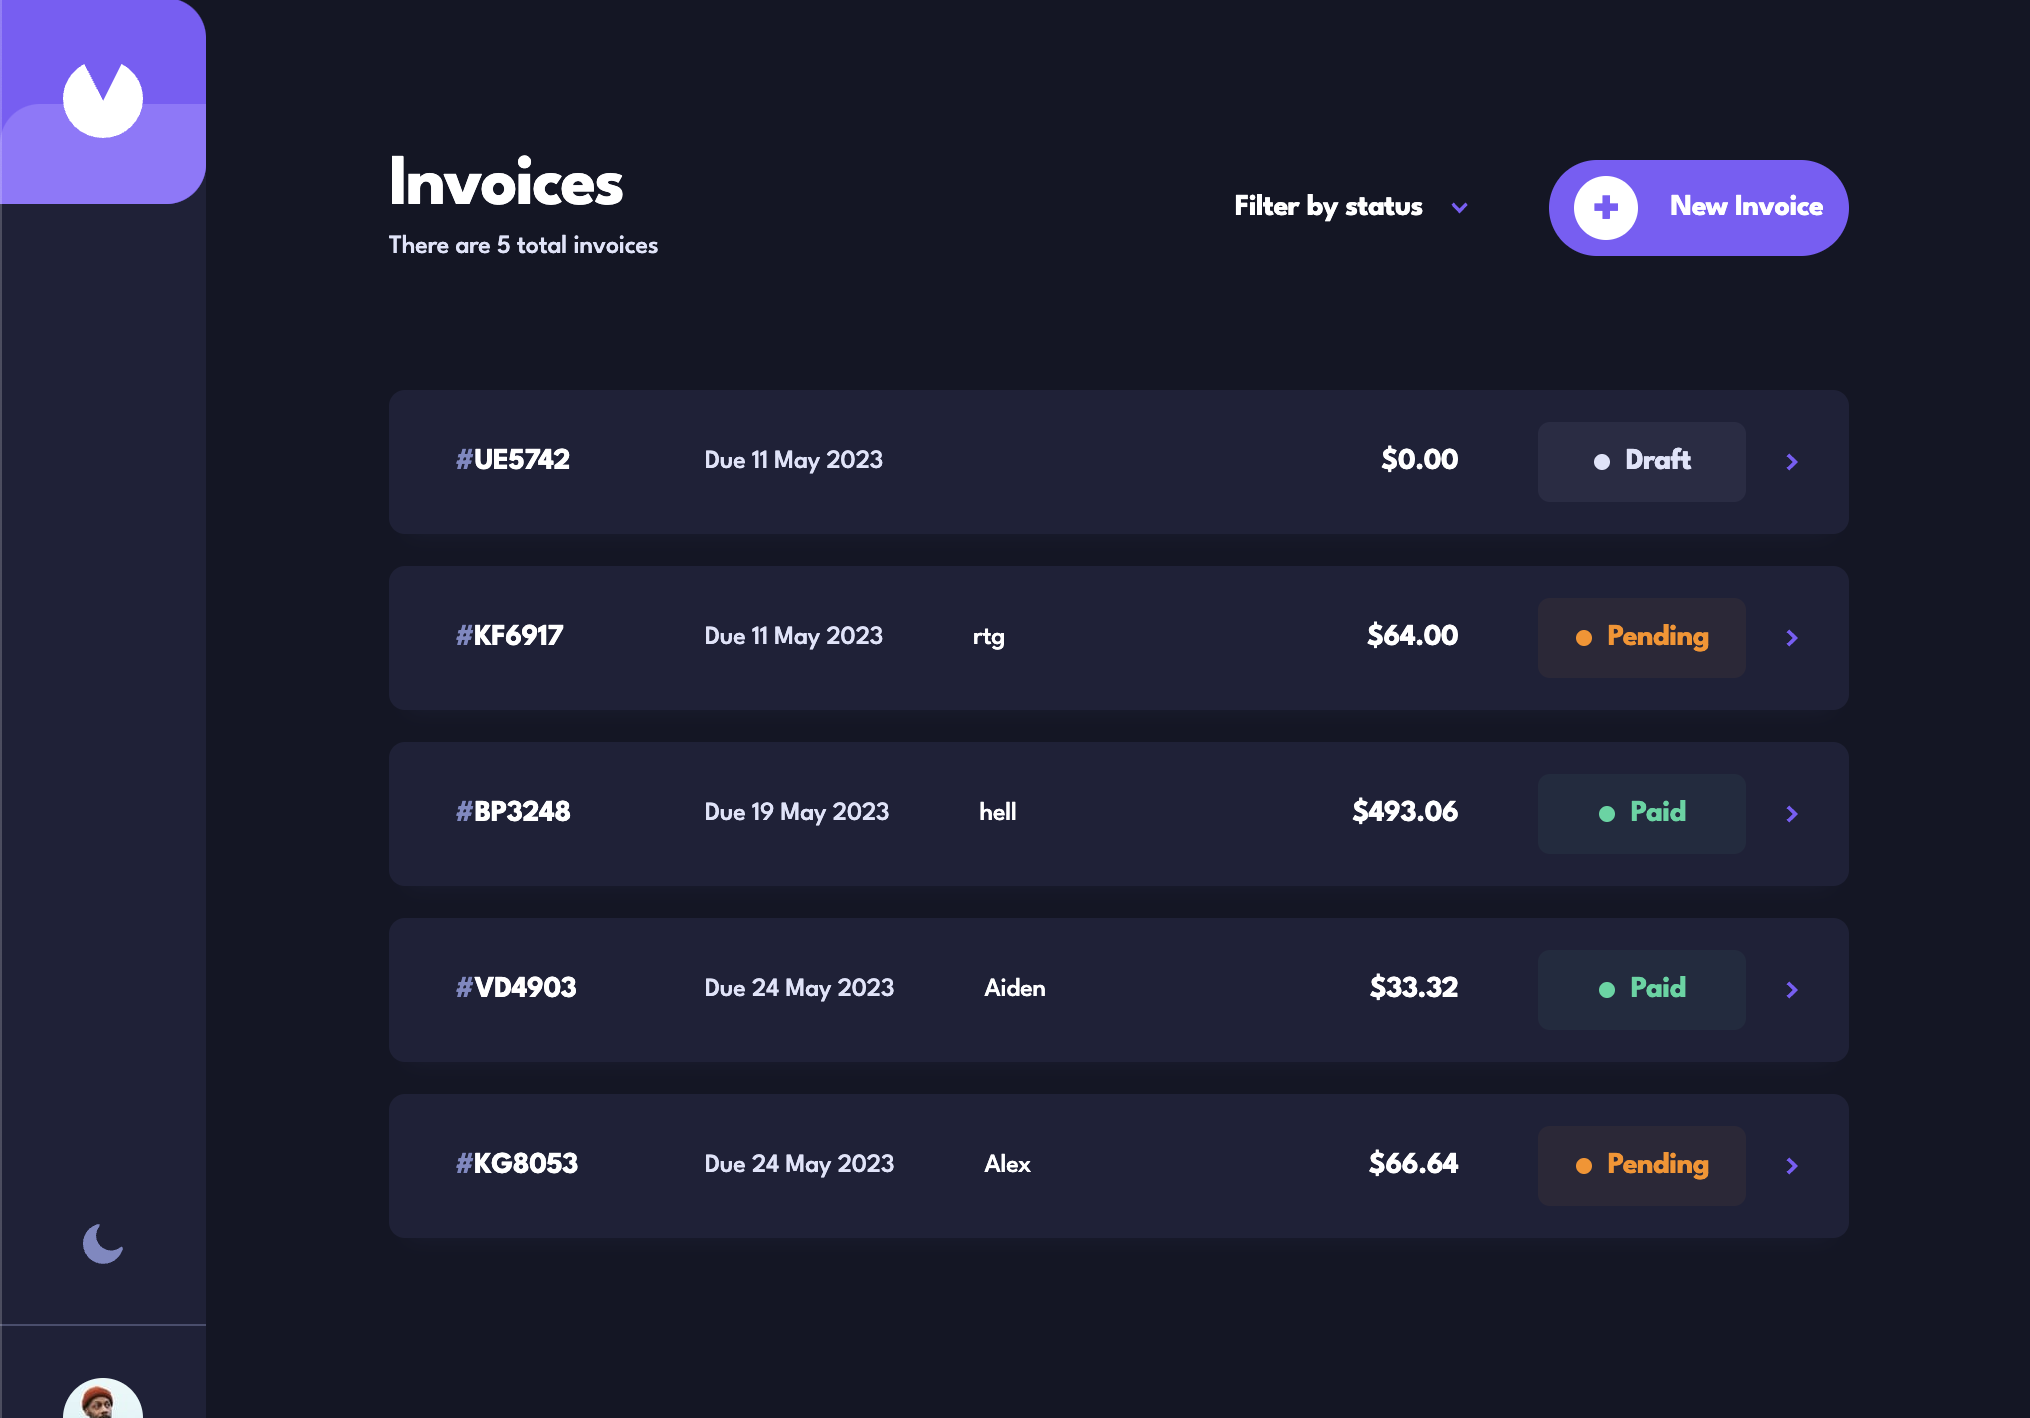 Invoices
There are 5 total invoices
Filter by status
New Invoice
#UE5742 Due 11 May 2023 $0.00 Draft
#KF6917 Due 11 May 2023 rtg $64.00 Pending
#BP3248 Due 19 May 2023 hell $493.06 Paid
#VD4903 Due 24 May 2023 Aiden $33.32 Paid
#KG8053 Due 24 May 2023 Alex $66.64 Pending